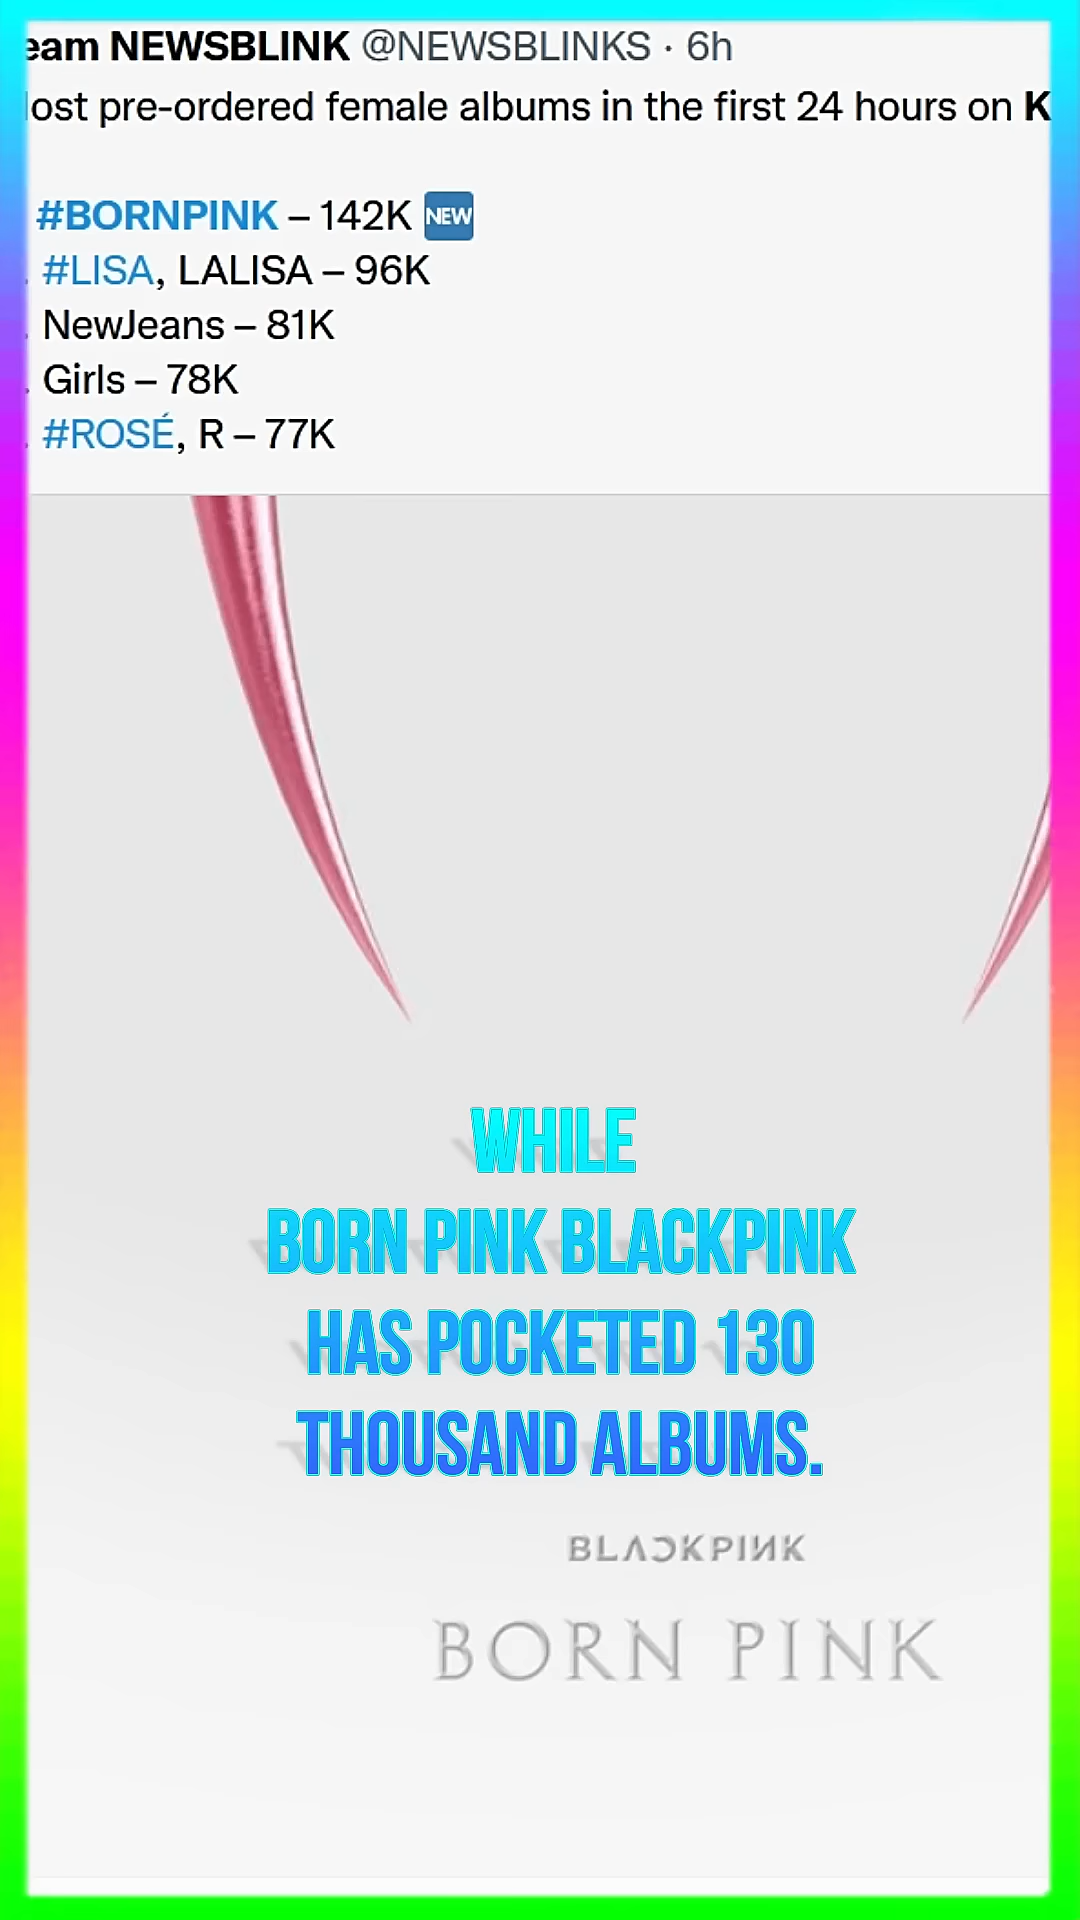 eam NEWSBLINK @NEWSBLINKS · 6h
ost pre-ordered female albums in the first 24 hours on K
#BORNPINK – 142K NEW
. #LISA, LALISA – 96K
. NewJeans – 81K
. Girls – 78K
. #ROSÉ, R – 77K
WHILE
BORN PINK BLACKPINK
HAS POCKETED 130
THOUSAND ALBUMS.
BLACKPINK
BORN PINK